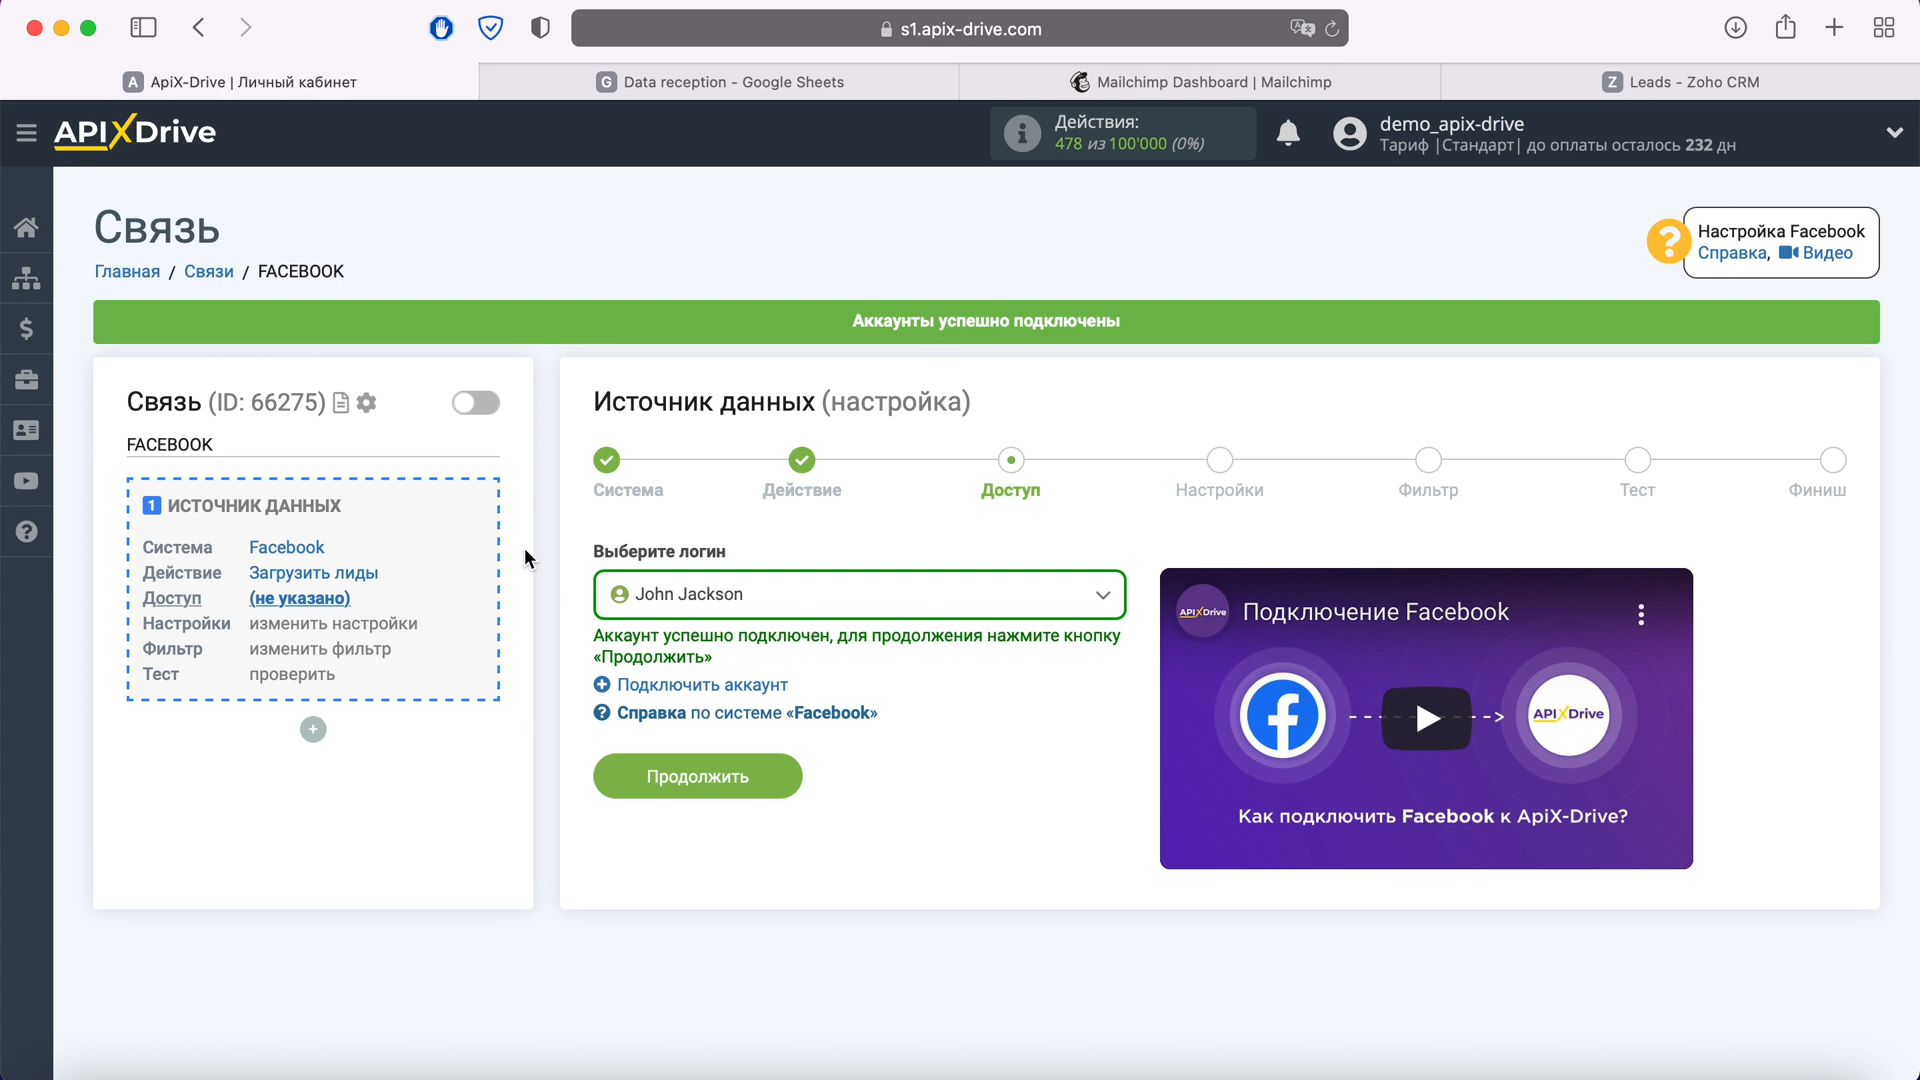 s1.apix-drive.com
A ApiX-Drive | Личный кабинет
G Data reception - Google Sheets
Mailchimp Dashboard | Mailchimp
Z Leads - Zoho CRM
APIXDrive
Действия:
478 из 100'000 (0%)
demo_apix-drive
Тариф |Стандарт| до оплаты осталось 232 дн
Связь
Главная / Связи / FACEBOOK
Настройка Facebook
Справка, Видео
Аккаунты успешно подключены
Связь (ID: 66275)
FACEBOOK
1 ИСТОЧНИК ДАННЫХ
Система Facebook
Действие Загрузить лиды
Доступ (не указано)
Настройки изменить настройки
Фильтр изменить фильтр
Тест проверить
Источник данных (настройка)
Система
Действие
Доступ
Настройки
Фильтр
Тест
Финиш
Выберите логин
John Jackson
Аккаунт успешно подключен, для продолжения нажмите кнопку
«Продолжить»
Подключить аккаунт
Справка по системе «Facebook»
Продолжить
APIXDrive
Подключение Facebook
APIXDrive
Как подключить Facebook к ApiX-Drive?